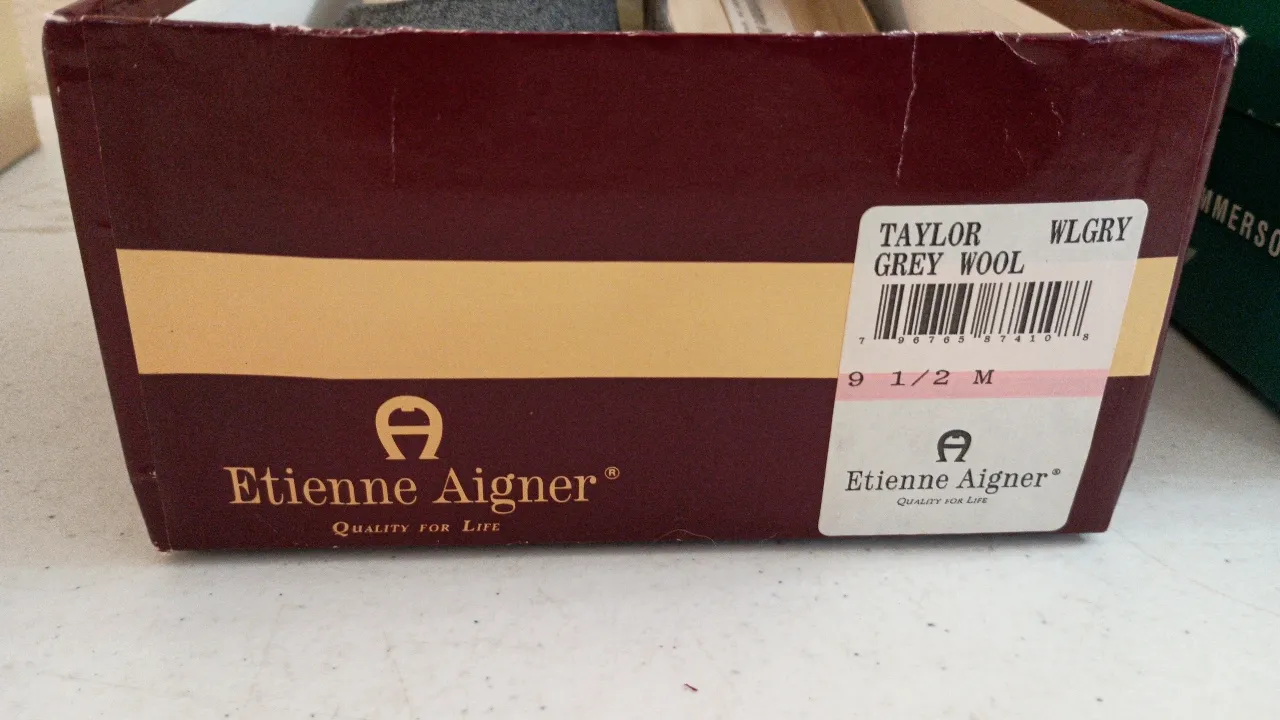 TAYLOR WLGRY
GREY WOOL
7 96765 87410 8
9 1/2 M
Etienne Aigner®
QUALITY FOR LIFE
Etienne Aigner®
QUALITY FOR LIFE